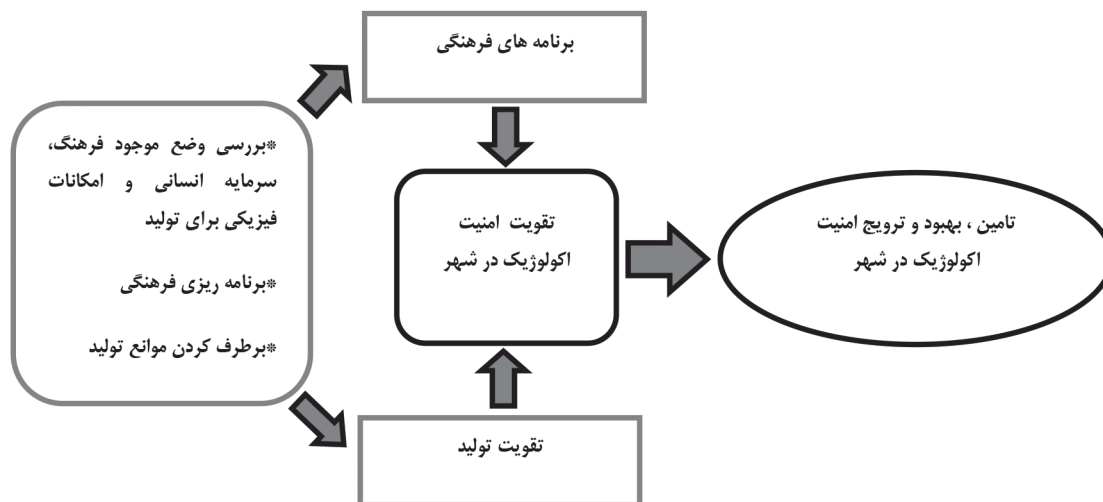 برنامه های فرهنگی
*بررسی وضع موجود فرهنگ،
سرمایه انسانی و امکانات
فیزیکی برای تولید
*برنامه ریزی فرهنگی
*برطرف کردن موانع تولید
تقویت امنیت
اکولوژیک در شهر
تامین ، بهبود و ترویج امنیت
اکولوژیک در شهر
تقویت تولید